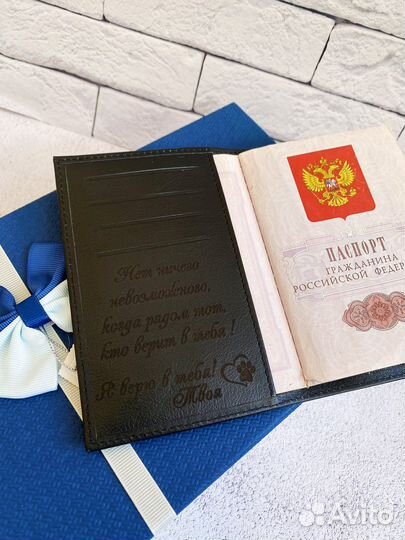 Нет ничего
невозможного,
когда рядом тот,
кто верит в тебя!
Я верю в тебя!
Твоя
ПАСПОРТ
ГРАЖДАНИНА
РОССИЙСКОЙ ФЕДЕР
Avito